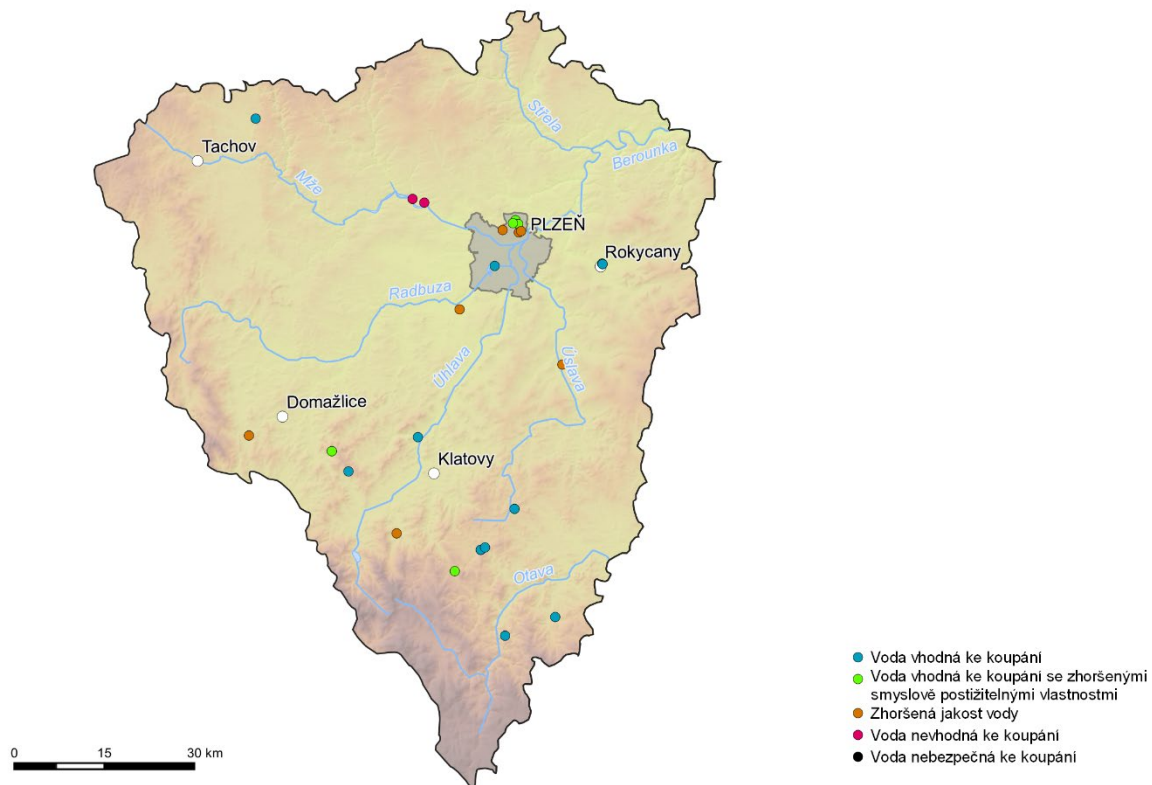 Střela
Berounka
Tachov
Mže
PLZEŇ
Rokycany
Radbuza
Úhlava
Úslava
Domažlice
Klatovy
Otava
0 15 30 km
Voda vhodná ke koupání
Voda vhodná ke koupání se zhoršenými
smyslově postižitelnými vlastnostmi
Zhoršená jakost vody
Voda nevhodná ke koupání
Voda nebezpečná ke koupání